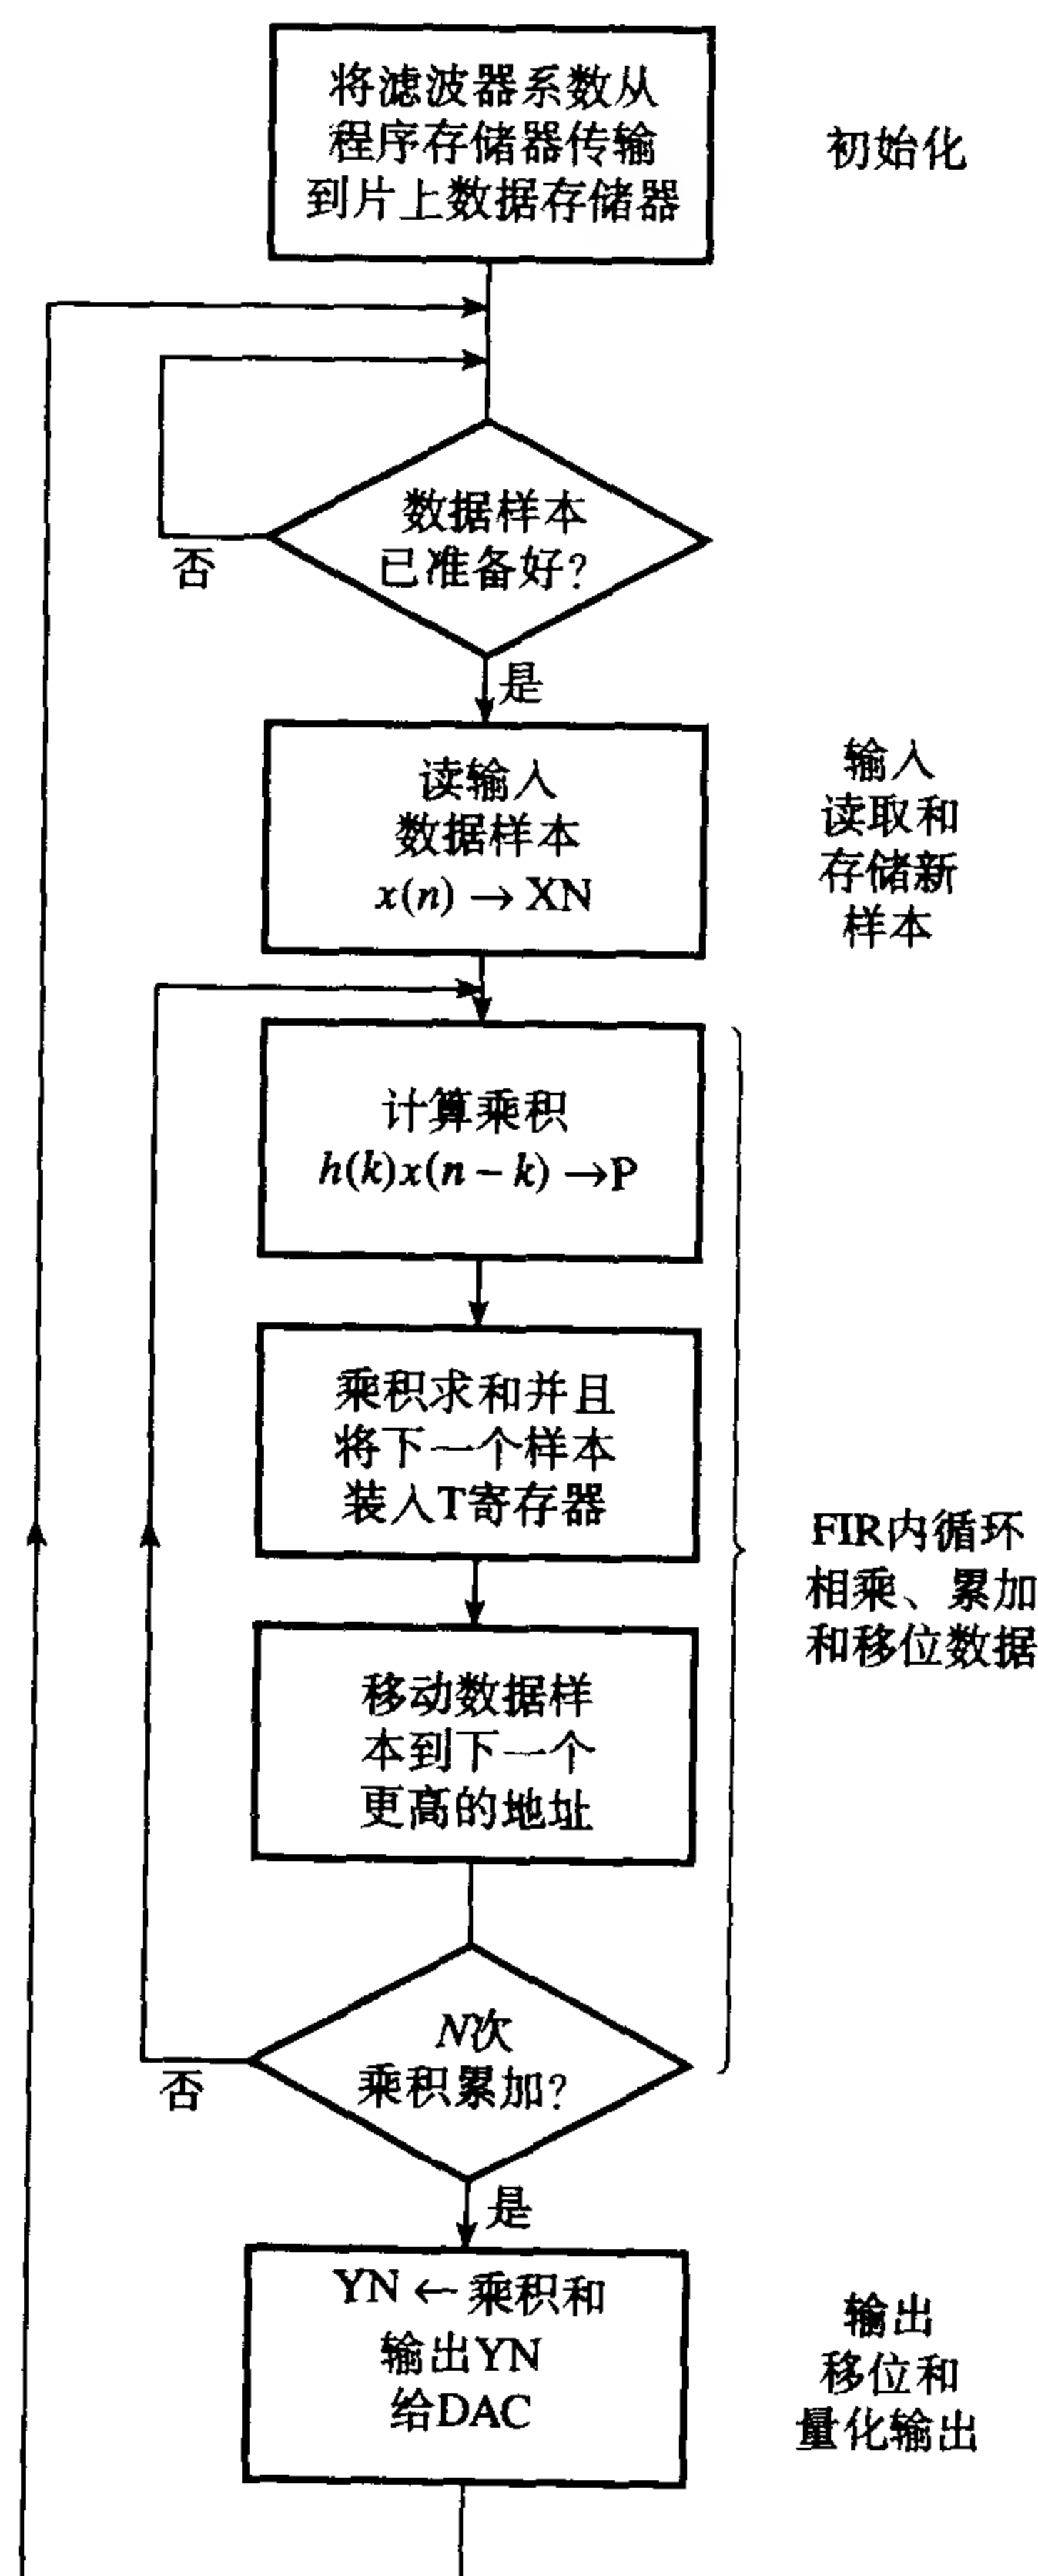 将滤波器系数从
程序存储器传输
到片上数据存储器
初始化
数据样本
已准备好?
否
是
读输入
数据样本
x(n) → XN
输入
读取和
存储新
样本
计算乘积
h(k)x(n − k) →P
乘积求和并且
将下一个样本
装入T寄存器
FIR内循环
相乘、累加
和移位数据
移动数据样
本到下一个
更高的地址
N次
乘积累加?
否
是
YN ← 乘积和
输出YN
给DAC
输出
移位和
量化输出